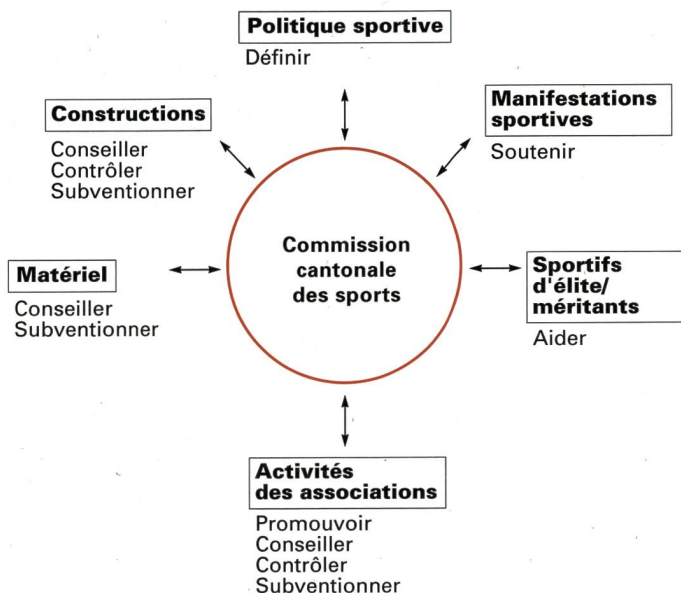 Politique sportive
Définir
Constructions
Conseiller
Contrôler
Subventionner
Manifestations
sportives
Soutenir
Commission
cantonale
des sports
Matériel
Conseiller
Subventionner
Sportifs
d'élite/
méritants
Aider
Activités
des associations
Promouvoir
Conseiller
Contrôler
Subventionner